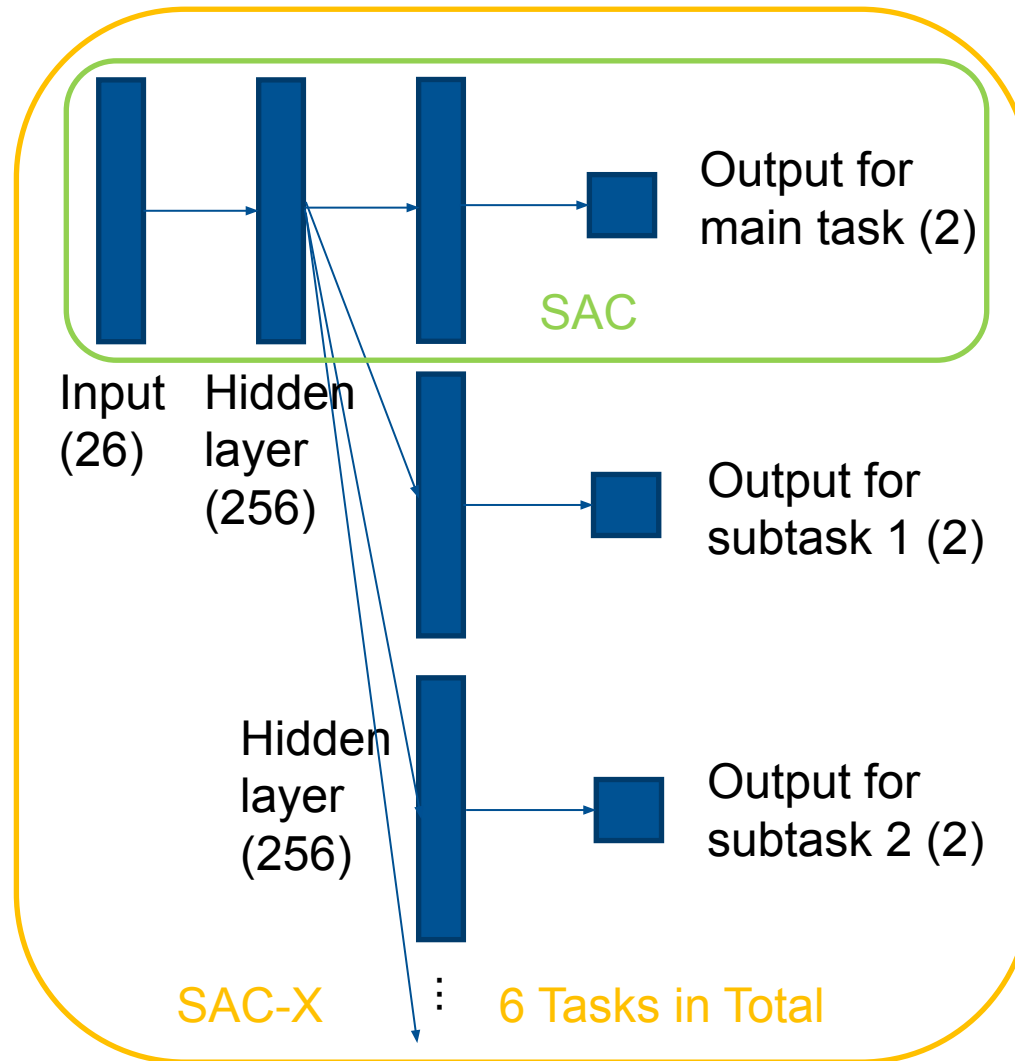 Output for
main task (2)
SAC
Input
(26)
Hidden
layer
(256)
Output for
subtask 1 (2)
Hidden
layer
(256)
Output for
subtask 2 (2)
SAC-X
⋮
6 Tasks in Total